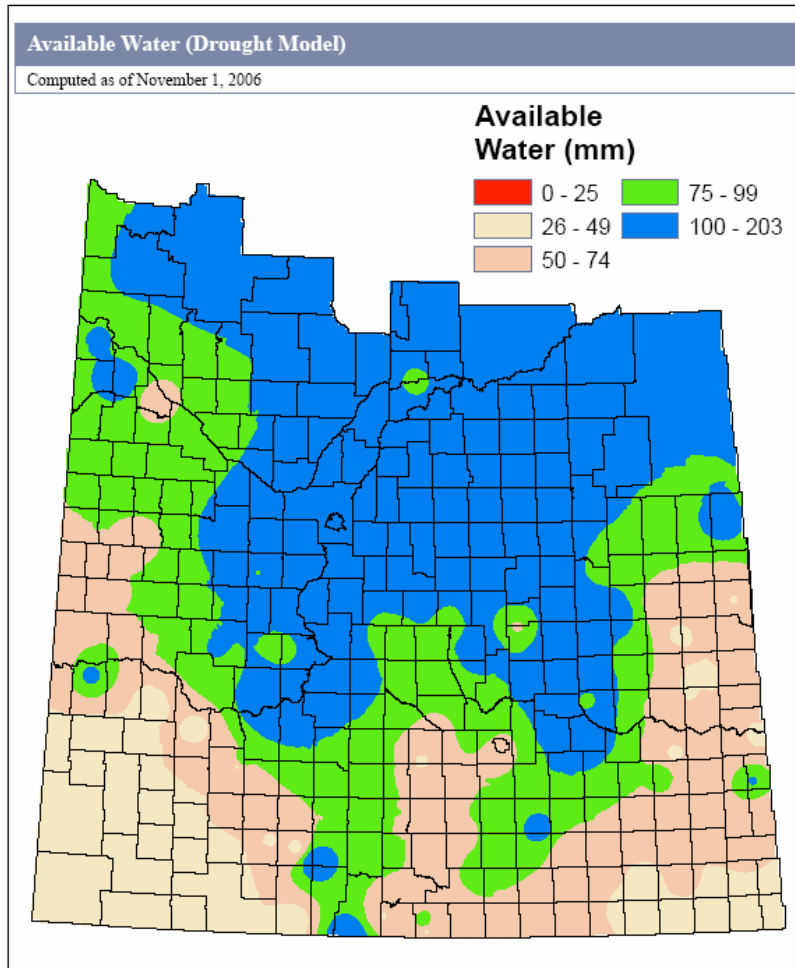 Available Water (Drought Model)
Computed as of November 1, 2006
Available
Water (mm)
0 - 25
75 - 99
26 - 49
100 - 203
50 - 74